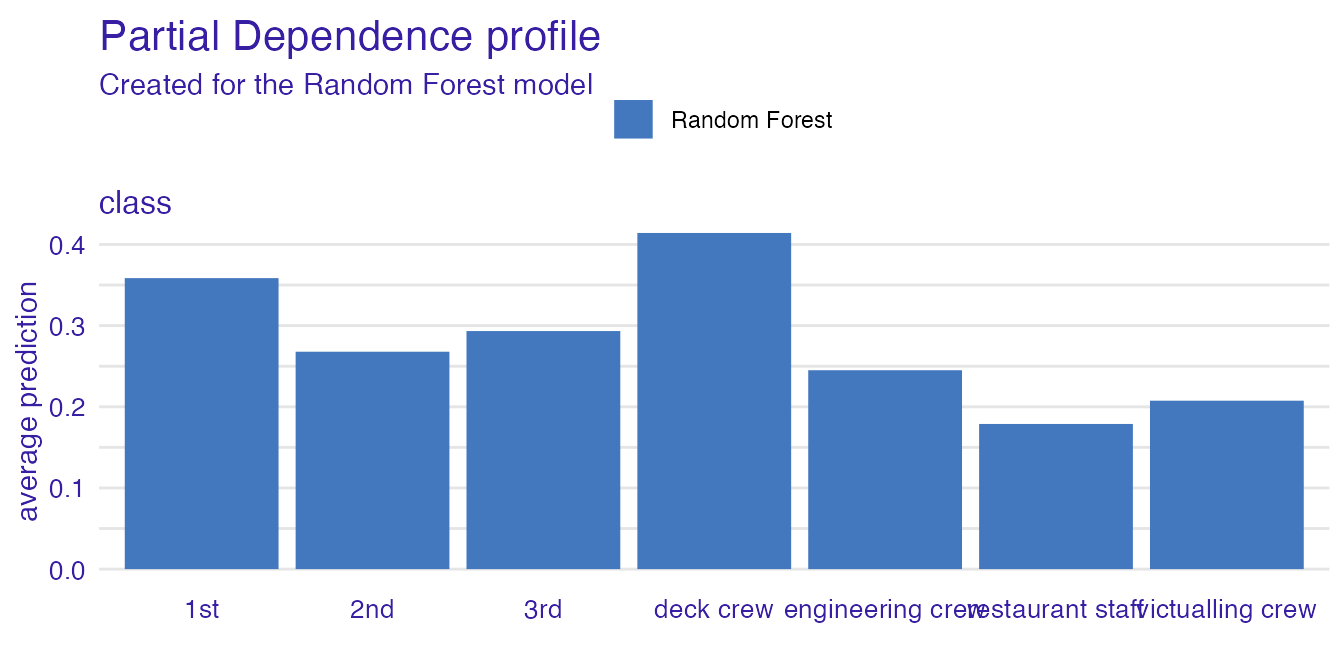 Partial Dependence profile
Created for the Random Forest model
Random Forest
class
average prediction
0.4
0.3
0.2
0.1
0.0
1st 2nd 3rd deck crew engineering crew restaurant staff victualling crew